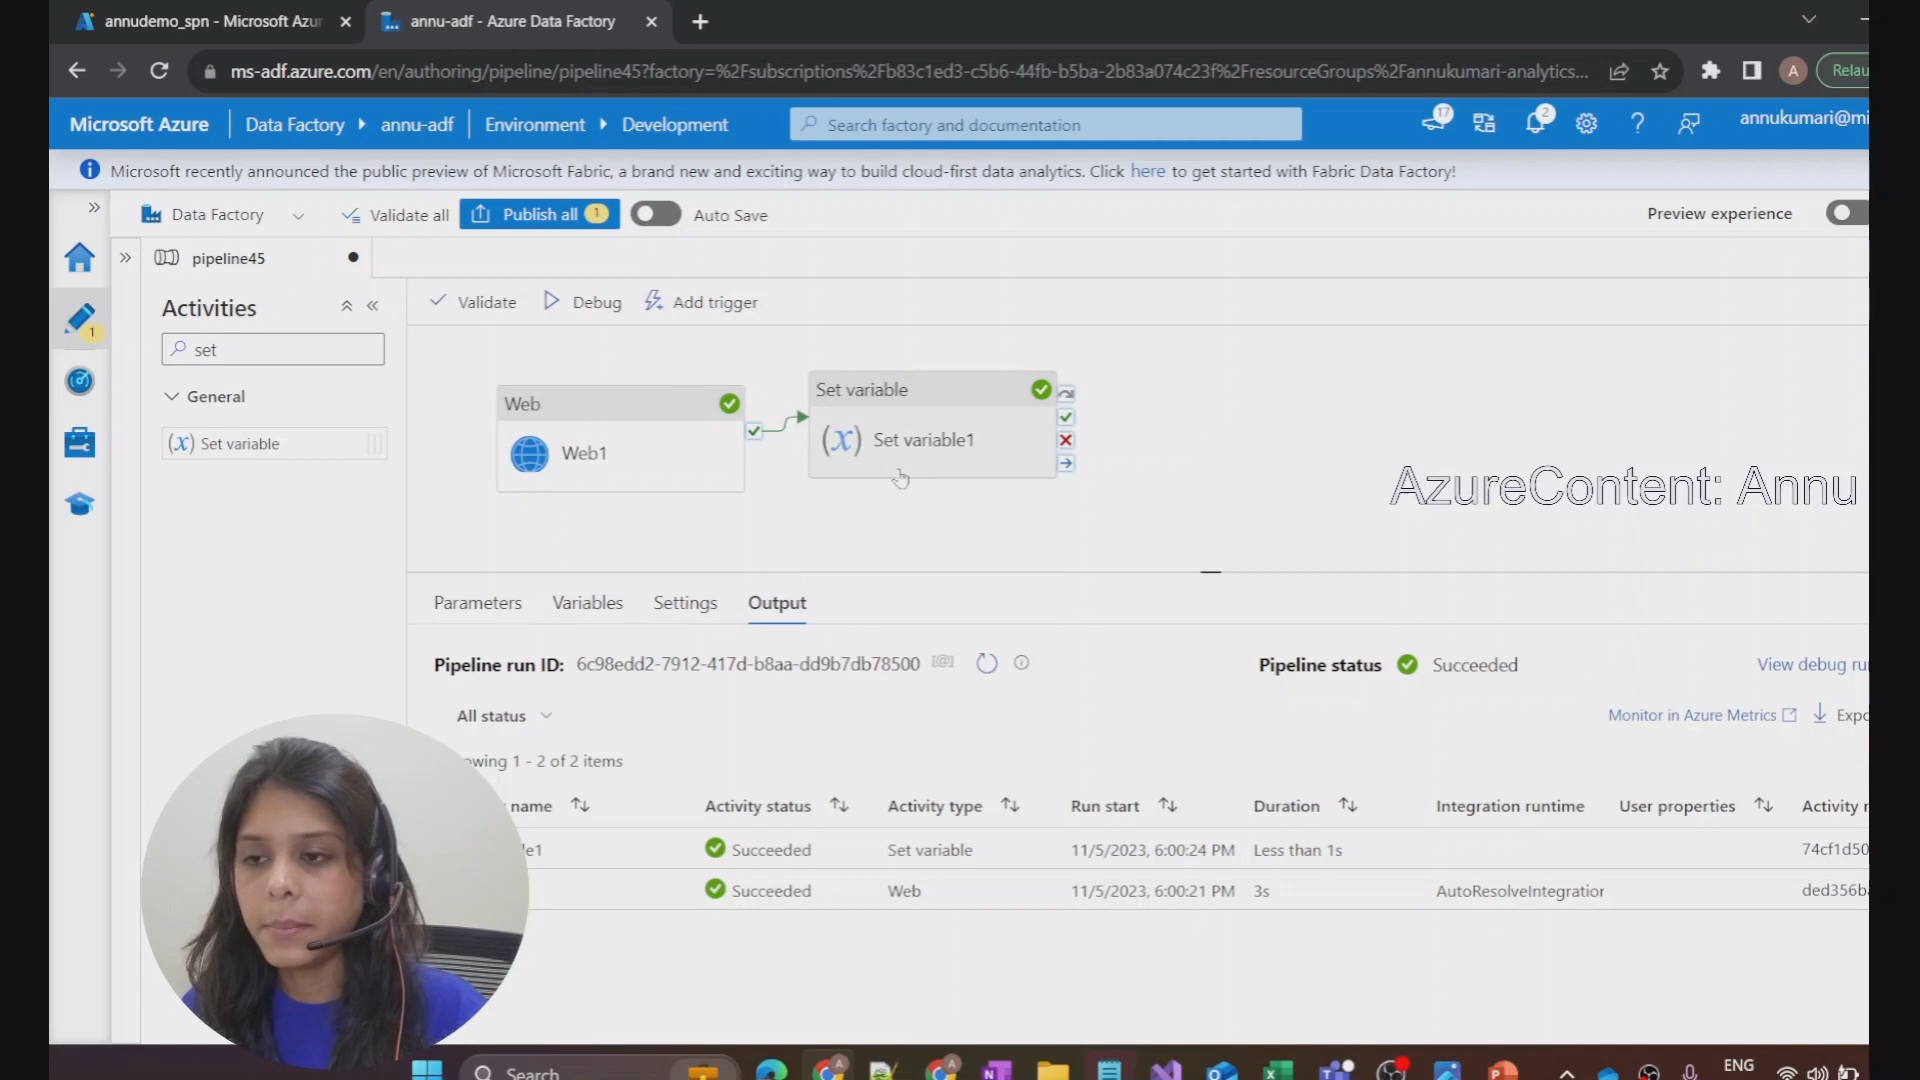 annudemo_spn - Microsoft Azu
annu-adf - Azure Data Factory
ms-adf.azure.com/en/authoring/pipeline/pipeline45?factory=%2Fsubscriptions%2Fb83c1ed3-c5b6-44fb-b5ba-2b83a074c23f%2FresourceGroups%2Fannukumari-analytics...
A
Relau
Microsoft Azure
Data Factory
annu-adf
Environment
Development
Search factory and documentation
17
2
annukumari@mi
Microsoft recently announced the public preview of Microsoft Fabric, a brand new and exciting way to build cloud-first data analytics. Click here to get started with Fabric Data Factory!
Data Factory
Validate all
Publish all 1
Auto Save
Preview experience
pipeline45
1
Activities
set
General
Set variable
Validate
Debug
Add trigger
Web
Web1
Set variable
(x) Set variable1
AzureContent: Annu
Parameters
Variables
Settings
Output
Pipeline run ID: 6c98edd2-7912-417d-b8aa-dd9b7db78500
Pipeline status Succeeded
View debug ru
All status
Monitor in Azure Metrics
Expo
owing 1 - 2 of 2 items
name
Activity status
Activity type
Run start
Duration
Integration runtime
User properties
Activity r
le1
Succeeded
Set variable
11/5/2023, 6:00:24 PM
Less than 1s
74cf1d50
Succeeded
Web
11/5/2023, 6:00:21 PM
3s
AutoResolveIntegration
ded356b
Search
ENG